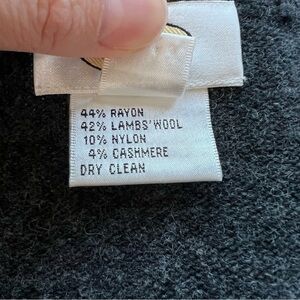 44% RAYON
42% LAMBS' WOOL
10% NYLON
4% CASHMERE
DRY CLEAN